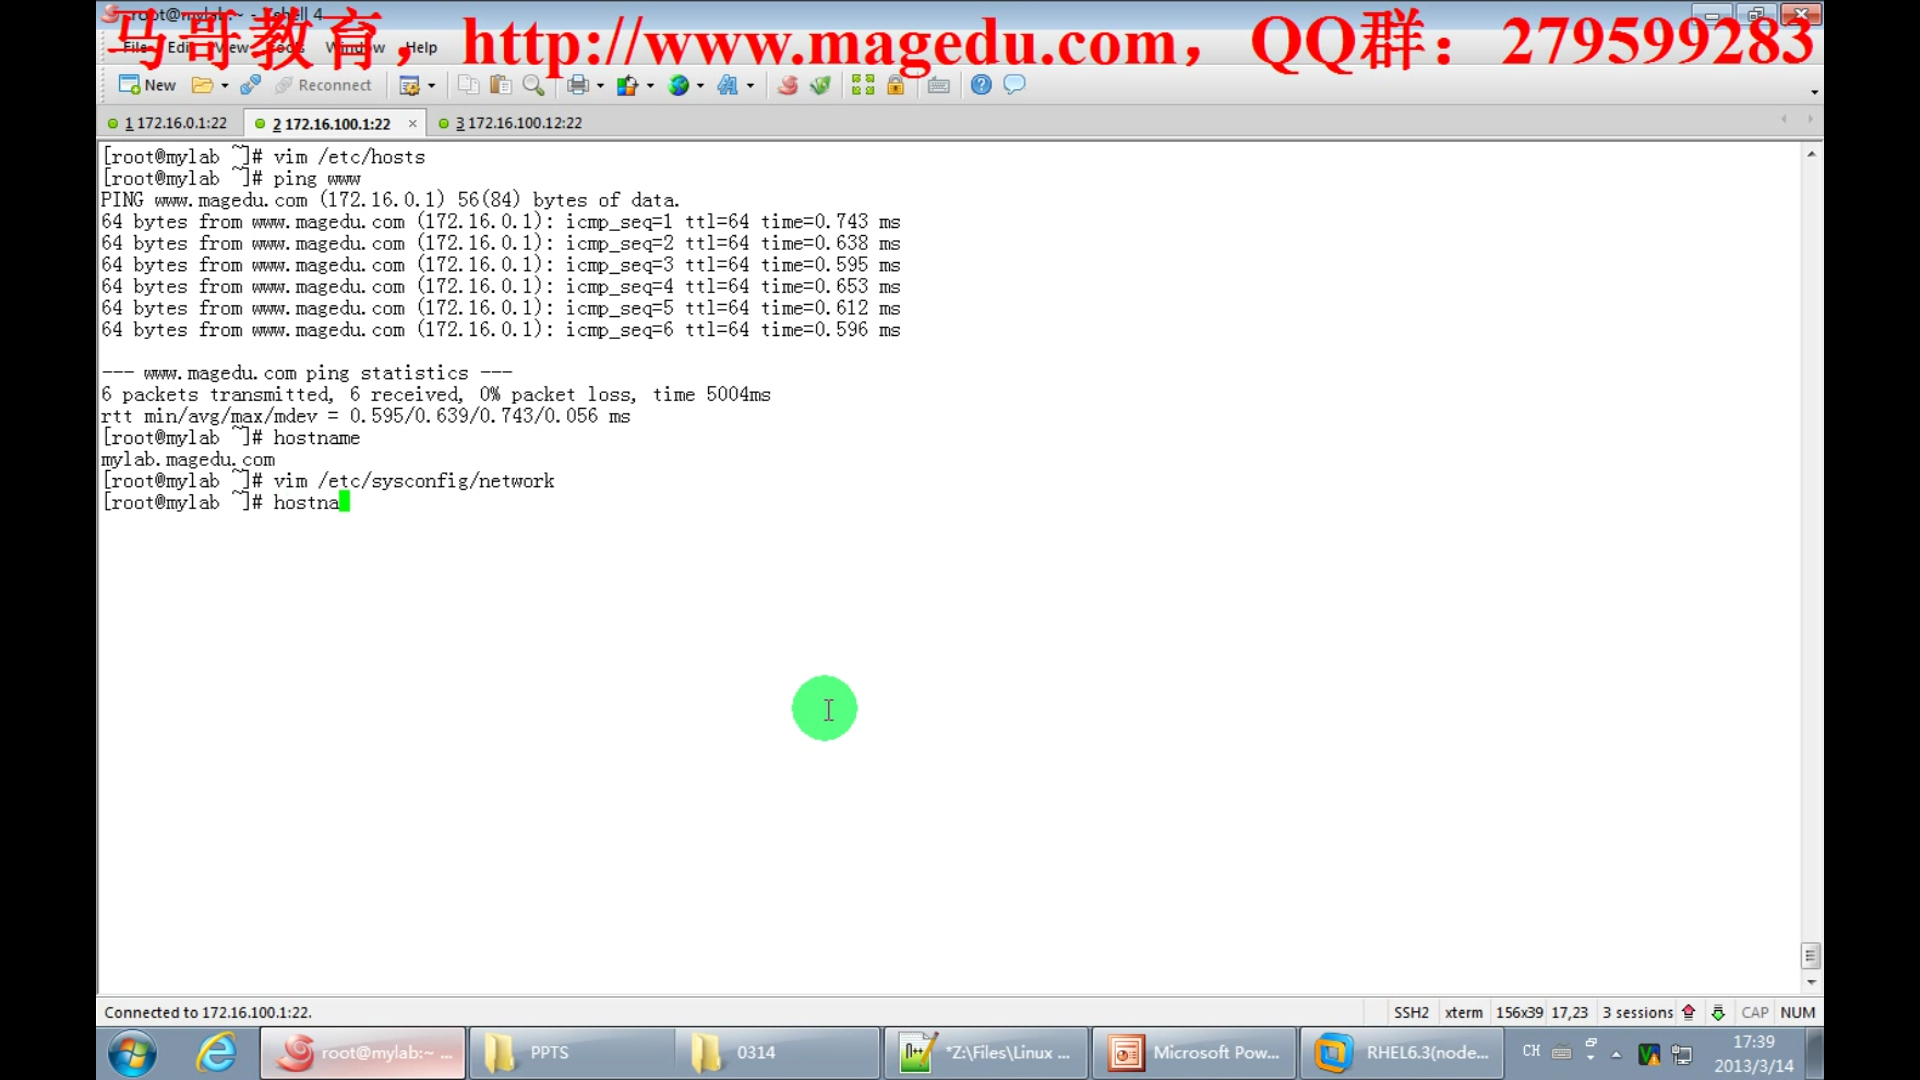 root@mylab:~ - Xshell 4
马哥教育，http://www.magedu.com，QQ群：279599283
File Edit View Tools Window Help
New Reconnect
1 172.16.0.1:22 2 172.16.100.1:22 3 172.16.100.12:22
[root@mylab ~]# vim /etc/hosts
[root@mylab ~]# ping www
PING www.magedu.com (172.16.0.1) 56(84) bytes of data.
64 bytes from www.magedu.com (172.16.0.1): icmp_seq=1 ttl=64 time=0.743 ms
64 bytes from www.magedu.com (172.16.0.1): icmp_seq=2 ttl=64 time=0.638 ms
64 bytes from www.magedu.com (172.16.0.1): icmp_seq=3 ttl=64 time=0.595 ms
64 bytes from www.magedu.com (172.16.0.1): icmp_seq=4 ttl=64 time=0.653 ms
64 bytes from www.magedu.com (172.16.0.1): icmp_seq=5 ttl=64 time=0.612 ms
64 bytes from www.magedu.com (172.16.0.1): icmp_seq=6 ttl=64 time=0.596 ms
--- www.magedu.com ping statistics ---
6 packets transmitted, 6 received, 0% packet loss, time 5004ms
rtt min/avg/max/mdev = 0.595/0.639/0.743/0.056 ms
[root@mylab ~]# hostname
mylab.magedu.com
[root@mylab ~]# vim /etc/sysconfig/network
[root@mylab ~]# hostna
Connected to 172.16.100.1:22. SSH2 xterm 156x39 17,23 3 sessions CAP NUM
root@mylab:~ ... PPTS 0314 *Z:\Files\Linux ... Microsoft Pow... RHEL6.3(node... CH 17:39
2013/3/14